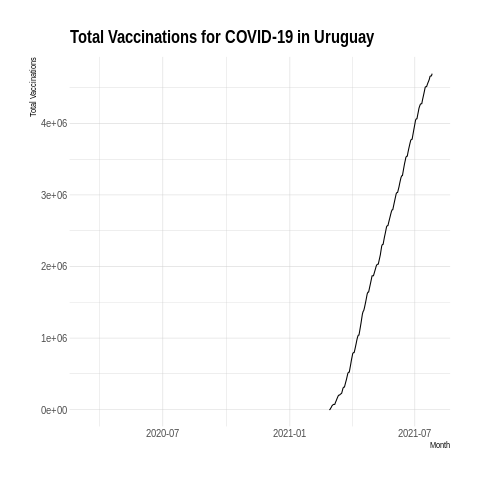 Total Vaccinations for COVID-19 in Uruguay
Total Vaccinations
4e+06
3e+06
2e+06
1e+06
0e+00
2020-07
2021-01
2021-07
Month